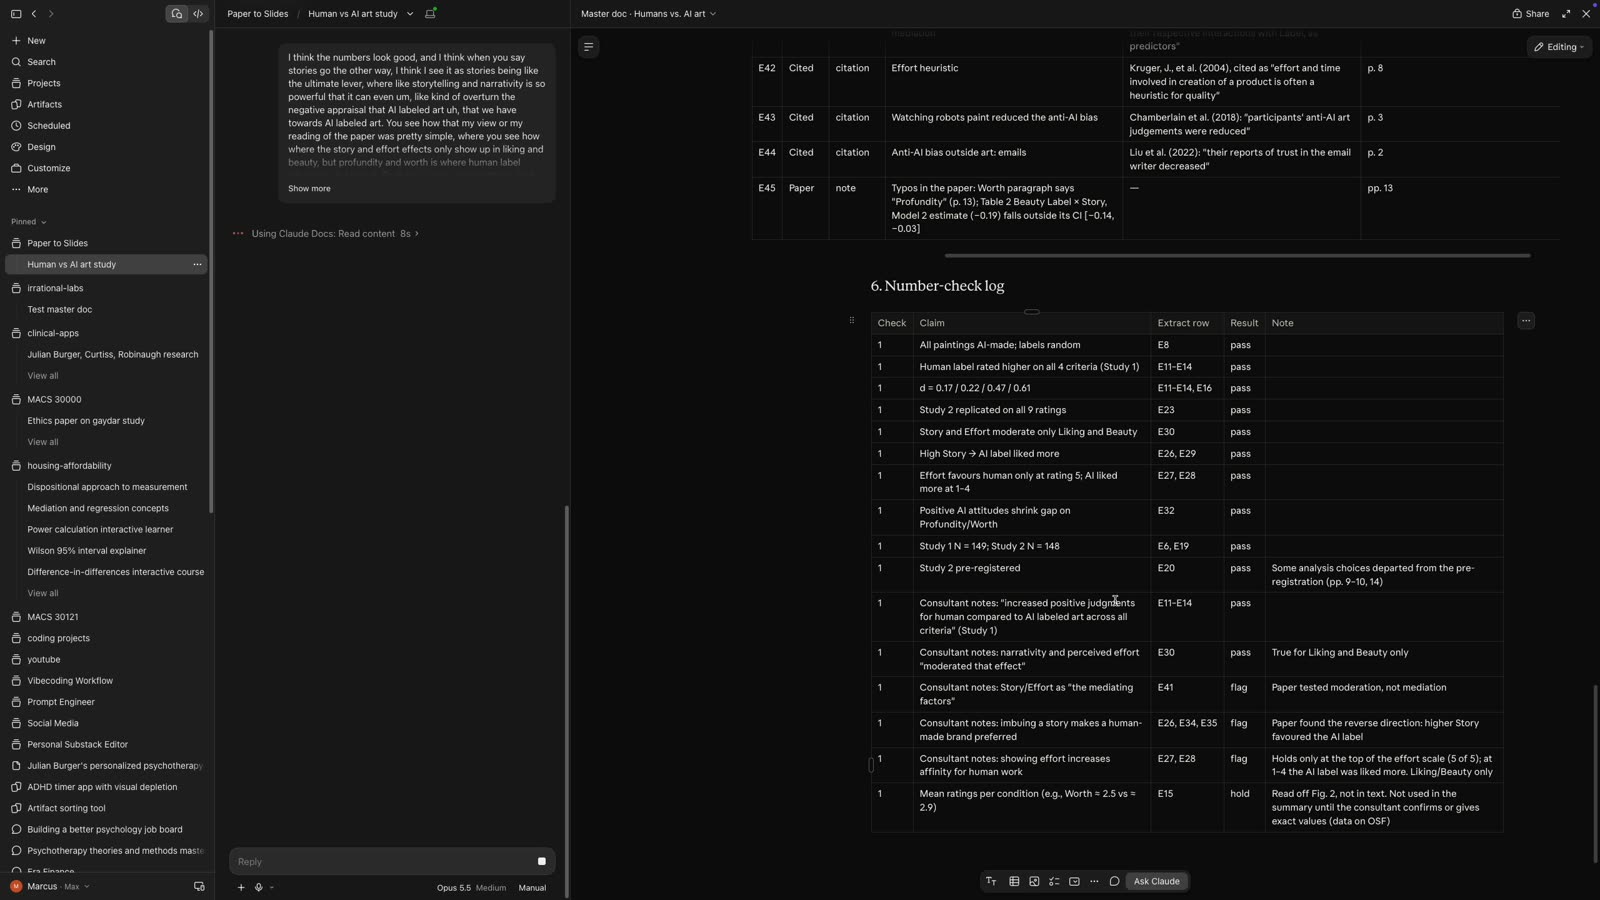 Paper to Slides / Human vs AI art study
Master doc · Humans vs. AI art
Share
Editing
New
Search
Projects
Artifacts
Scheduled
Design
Customize
More
Pinned
Paper to Slides
Human vs AI art study
irrational-labs
Test master doc
clinical-apps
Julian Burger, Curtiss, Robinaugh research
View all
MACS 30000
Ethics paper on gaydar study
View all
housing-affordability
Dispositional approach to measurement
Mediation and regression concepts
Power calculation interactive learner
Wilson 95% interval explainer
Difference-in-differences interactive course
View all
MACS 30121
coding projects
youtube
Vibecoding Workflow
Prompt Engineer
Social Media
Personal Substack Editor
Julian Burger's personalized psychotherapy
ADHD timer app with visual depletion
Artifact sorting tool
Building a better psychology job board
Psychotherapy theories and methods maste
Era Finance
M Marcus · Max
I think the numbers look good, and I think when you say
stories go the other way, I think I see it as stories being like
the ultimate lever, where like storytelling and narrativity is so
powerful that it can even um, like kind of overturn the
negative appraisal that AI labeled art uh, that we have
towards AI labeled art. You see how that my view or my
reading of the paper was pretty simple, where you see how
where the story and effort effects only show up in liking and
beauty, but profundity and worth is where human label
Show more
Using Claude Docs: Read content 8s
Reply
Opus 5.5 Medium Manual
mediation
their respective interactions with Label, as
predictors"
E42 Cited citation Effort heuristic Kruger, J., et al. (2004), cited as "effort and time p. 8
involved in creation of a product is often a
heuristic for quality"
E43 Cited citation Watching robots paint reduced the anti-AI bias Chamberlain et al. (2018): "participants' anti-AI art p. 3
judgements were reduced"
E44 Cited citation Anti-AI bias outside art: emails Liu et al. (2022): "their reports of trust in the email p. 2
writer decreased"
E45 Paper note Typos in the paper: Worth paragraph says — pp. 13
"Profundity" (p. 13); Table 2 Beauty Label × Story,
Model 2 estimate (−0.19) falls outside its CI [−0.14,
−0.03]
6. Number-check log
Check Claim Extract row Result Note
1 All paintings AI-made; labels random E8 pass
1 Human label rated higher on all 4 criteria (Study 1) E11–E14 pass
1 d = 0.17 / 0.22 / 0.47 / 0.61 E11–E14, E16 pass
1 Study 2 replicated on all 9 ratings E23 pass
1 Story and Effort moderate only Liking and Beauty E30 pass
1 High Story → AI label liked more E26, E29 pass
1 Effort favours human only at rating 5; AI liked E27, E28 pass
more at 1–4
1 Positive AI attitudes shrink gap on E32 pass
Profundity/Worth
1 Study 1 N = 149; Study 2 N = 148 E6, E19 pass
1 Study 2 pre-registered E20 pass Some analysis choices departed from the pre-
registration (pp. 9–10, 14)
1 Consultant notes: "increased positive judgments E11–E14 pass
for human compared to AI labeled art across all
criteria" (Study 1)
1 Consultant notes: narrativity and perceived effort E30 pass True for Liking and Beauty only
"moderated that effect"
1 Consultant notes: Story/Effort as "the mediating E41 flag Paper tested moderation, not mediation
factors"
1 Consultant notes: imbuing a story makes a human- E26, E34, E35 flag Paper found the reverse direction: higher Story
made brand preferred favoured the AI label
1 Consultant notes: showing effort increases E27, E28 flag Holds only at the top of the effort scale (5 of 5); at
affinity for human work 1–4 the AI label was liked more. Liking/Beauty only
1 Mean ratings per condition (e.g., Worth ≈ 2.5 vs ≈ E15 hold Read off Fig. 2, not in text. Not used in the
2.9) summary until the consultant confirms or gives
exact values (data on OSF)
Ask Claude